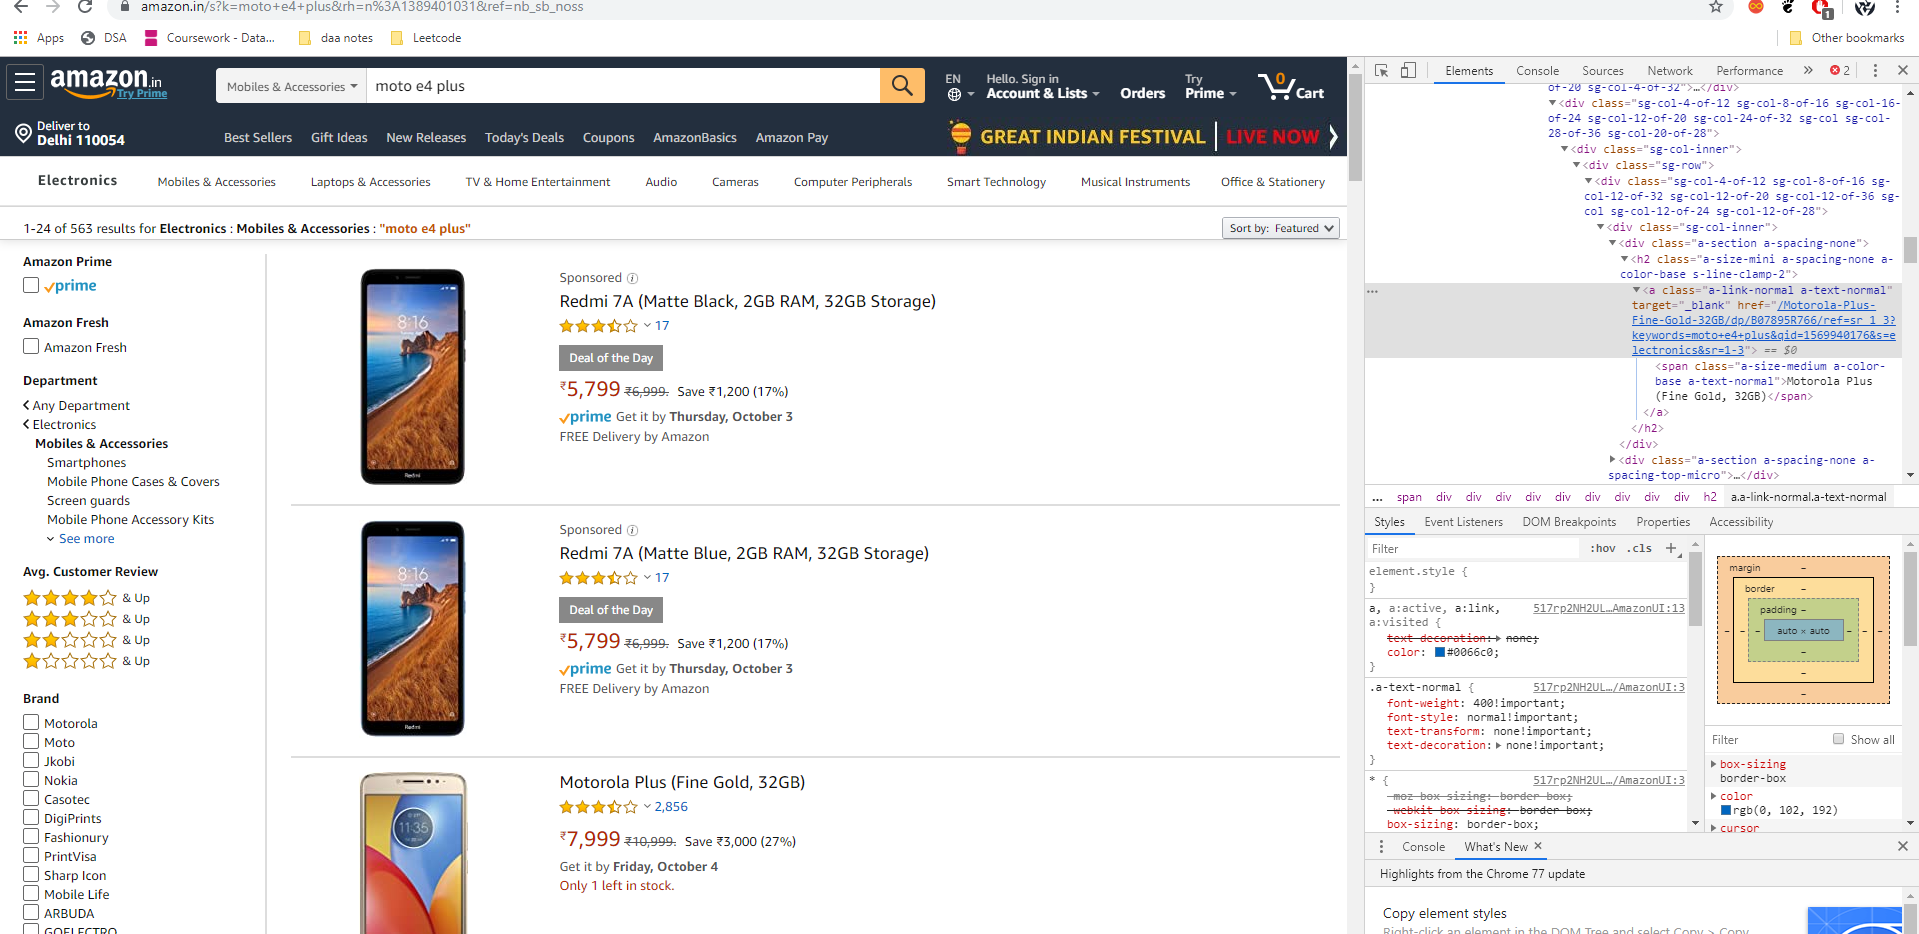 amazon.in/s?k=moto+e4+plus&rh=n%3A1389401031&ref=nb_sb_noss
1
Apps DSA Coursework - Data... daa notes Leetcode Other bookmarks
amazon.in
Try Prime
Mobiles & Accessories moto e4 plus
EN
Hello. Sign in
Account & Lists
Orders
Try
Prime
0
Cart
Deliver to
Delhi 110054
Best Sellers Gift Ideas New Releases Today's Deals Coupons AmazonBasics Amazon Pay
GREAT INDIAN FESTIVAL LIVE NOW
Electronics Mobiles & Accessories Laptops & Accessories TV & Home Entertainment Audio Cameras Computer Peripherals Smart Technology Musical Instruments Office & Stationery
1-24 of 563 results for Electronics : Mobiles & Accessories : "moto e4 plus"
Sort by: Featured
Amazon Prime
prime
Amazon Fresh
Amazon Fresh
Department
Any Department
Electronics
Mobiles & Accessories
Smartphones
Mobile Phone Cases & Covers
Screen guards
Mobile Phone Accessory Kits
See more
Avg. Customer Review
& Up
& Up
& Up
& Up
Brand
Motorola
Moto
Jkobi
Nokia
Casotec
DigiPrints
Fashionury
PrintVisa
Sharp Icon
Mobile Life
ARBUDA
GOELECTRO
8:16
Redmi
Sponsored
Redmi 7A (Matte Black, 2GB RAM, 32GB Storage)
17
Deal of the Day
₹5,799 ₹6,999. Save ₹1,200 (17%)
prime Get it by Thursday, October 3
FREE Delivery by Amazon
8:16
Redmi
Sponsored
Redmi 7A (Matte Blue, 2GB RAM, 32GB Storage)
17
Deal of the Day
₹5,799 ₹6,999. Save ₹1,200 (17%)
prime Get it by Thursday, October 3
FREE Delivery by Amazon
11:35
Motorola Plus (Fine Gold, 32GB)
2,856
₹7,999 ₹10,999. Save ₹3,000 (27%)
Get it by Friday, October 4
Only 1 left in stock.
Elements Console Sources Network Performance » 2
of-20 sg-col-4-of-32">…</div>
<div class="sg-col-4-of-12 sg-col-8-of-16 sg-col-16-
of-24 sg-col-12-of-20 sg-col-24-of-32 sg-col sg-col-
28-of-36 sg-col-20-of-28">
<div class="sg-col-inner">
<div class="sg-row">
<div class="sg-col-4-of-12 sg-col-8-of-16 sg-
col-12-of-32 sg-col-12-of-20 sg-col-12-of-36 sg-
col sg-col-12-of-24 sg-col-12-of-28">
<div class="sg-col-inner">
<div class="a-section a-spacing-none">
<h2 class="a-size-mini a-spacing-none a-
color-base s-line-clamp-2">
... <a class="a-link-normal a-text-normal"
target="_blank" href="/Motorola-Plus-
Fine-Gold-32GB/dp/B07895R766/ref=sr_1_3?
keywords=moto+e4+plus&qid=1569940176&s=e
lectronics&sr=1-3"> == $0
<span class="a-size-medium a-color-
base a-text-normal">Motorola Plus
(Fine Gold, 32GB)</span>
</a>
</h2>
</div>
<div class="a-section a-spacing-none a-
spacing-top-micro">…</div>
... span div div div div div div div div div h2 a.a-link-normal.a-text-normal
Styles Event Listeners DOM Breakpoints Properties Accessibility
Filter :hov .cls +
element.style {
}
a, a:active, a:link, 517rp2NH2UL…AmazonUI:13
a:visited {
text-decoration: none;
color: #0066c0;
}
.a-text-normal { 517rp2NH2UL…/AmazonUI:3
font-weight: 400!important;
font-style: normal!important;
text-transform: none!important;
text-decoration: none!important;
}
* { 517rp2NH2UL…/AmazonUI:3
-moz-box-sizing: border-box;
-webkit-box-sizing: border-box;
box-sizing: border-box;
margin –
border –
padding –
– – – auto × auto – – –
–
–
–
Filter Show all
box-sizing
border-box
color
rgb(0, 102, 192)
cursor
Console What's New ×
Highlights from the Chrome 77 update
Copy element styles
Right-click an element in the DOM Tree and select Copy > Copy